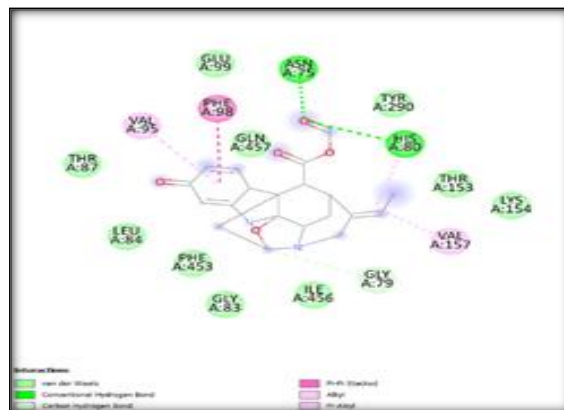 GLU
A:99
ASN
A:75
TYR
A:290
PHE
A:98
VAL
A:95
GLN
A:457
HIS
A:80
THR
A:87
THR
A:153
LYS
A:154
LEU
A:84
VAL
A:157
PHE
A:453
GLY
A:79
GLY
A:83
ILE
A:456
Interactions
van der Waals
Conventional Hydrogen Bond
Carbon Hydrogen Bond
Pi-Pi Stacked
Alkyl
Pi-Alkyl